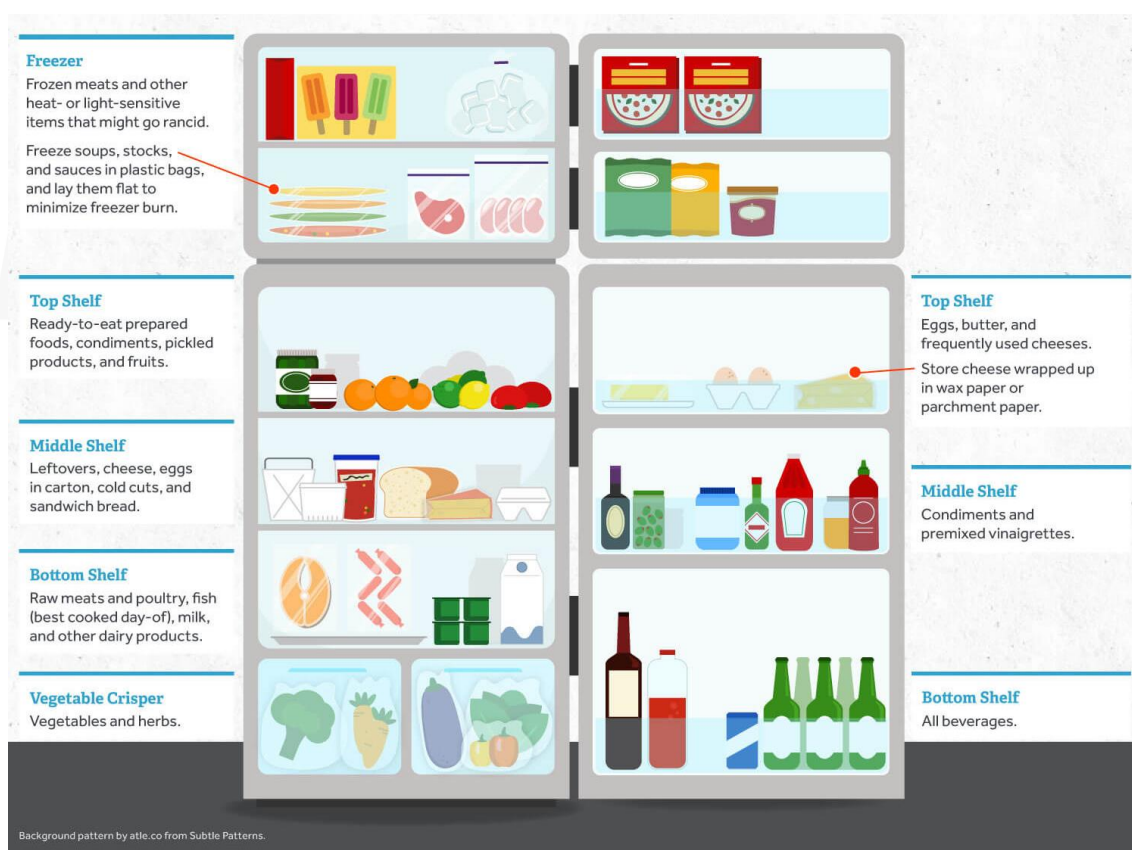 Freezer
Frozen meats and other
heat- or light-sensitive
items that might go rancid.
Freeze soups, stocks,
and sauces in plastic bags,
and lay them flat to
minimize freezer burn.
Top Shelf
Ready-to-eat prepared
foods, condiments, pickled
products, and fruits.
Middle Shelf
Leftovers, cheese, eggs
in carton, cold cuts, and
sandwich bread.
Bottom Shelf
Raw meats and poultry, fish
(best cooked day-of), milk,
and other dairy products.
Vegetable Crisper
Vegetables and herbs.
Top Shelf
Eggs, butter, and
frequently used cheeses.
Store cheese wrapped up
in wax paper or
parchment paper.
Middle Shelf
Condiments and
premixed vinaigrettes.
Bottom Shelf
All beverages.
Background pattern by atle.co from Subtle Patterns.